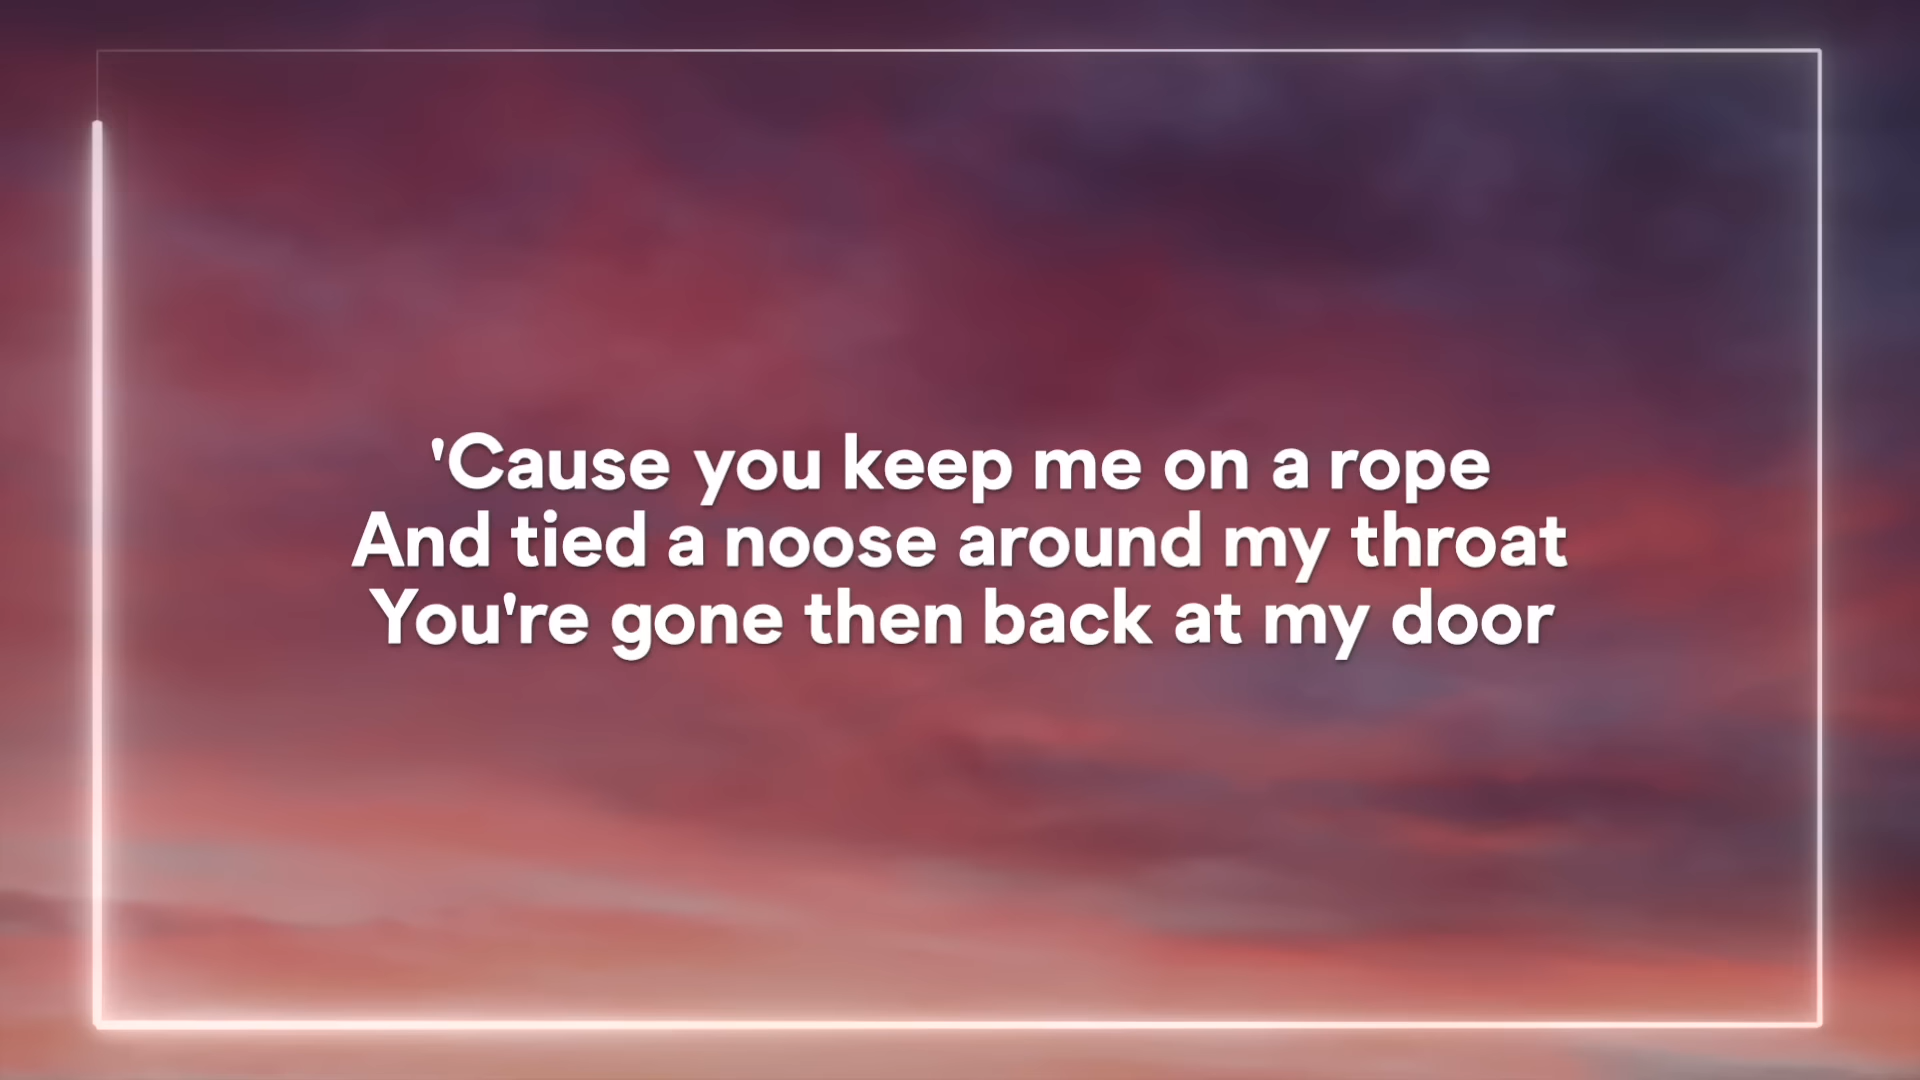 'Cause you keep me on a rope
And tied a noose around my throat
You're gone then back at my door